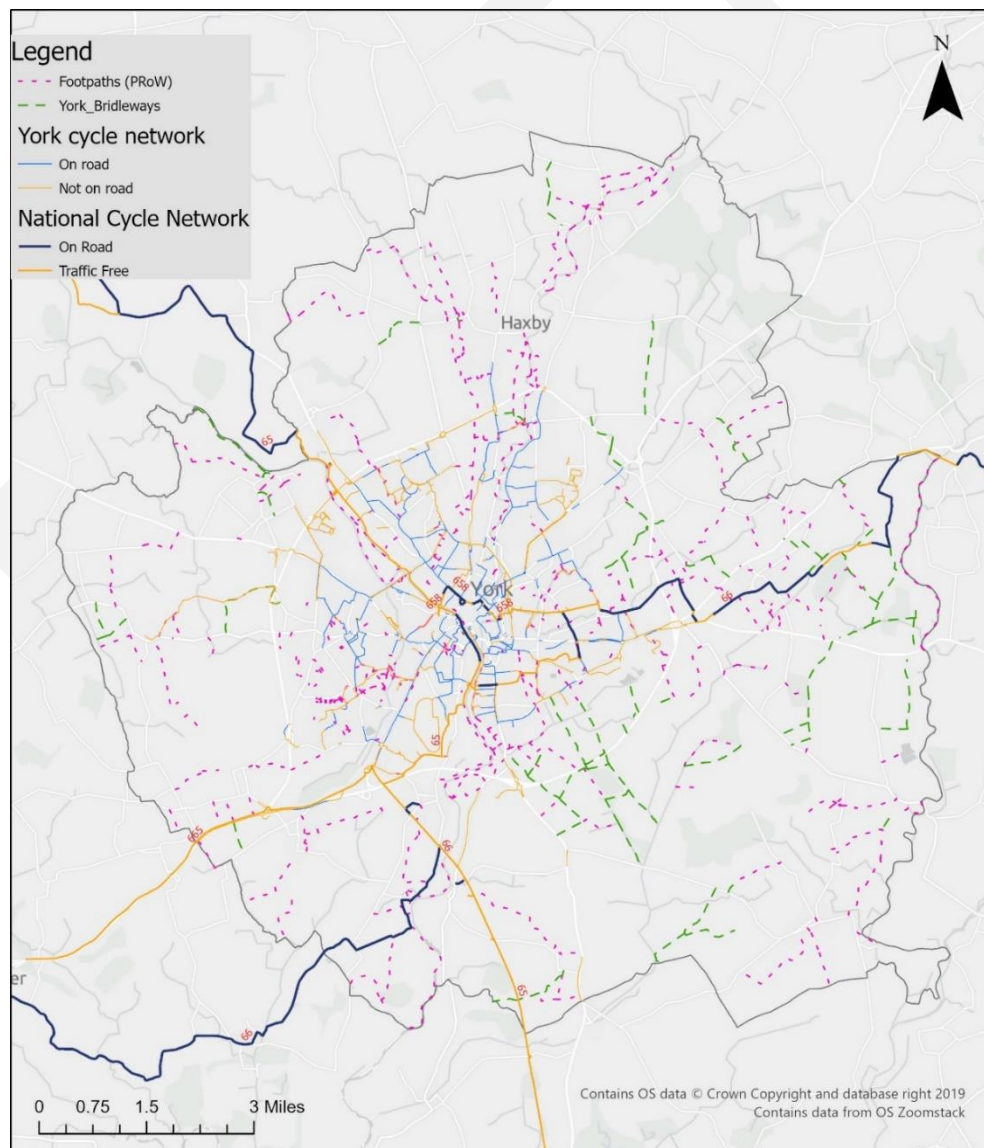 Legend
Footpaths (PRoW)
York_Bridleways
York cycle network
On road
Not on road
National Cycle Network
On Road
Traffic Free
N
Haxby
65
York
658
658
658
66
65
665
66
65
er
66
0 0.75 1.5 3 Miles
Contains OS data © Crown Copyright and database right 2019
Contains data from OS Zoomstack